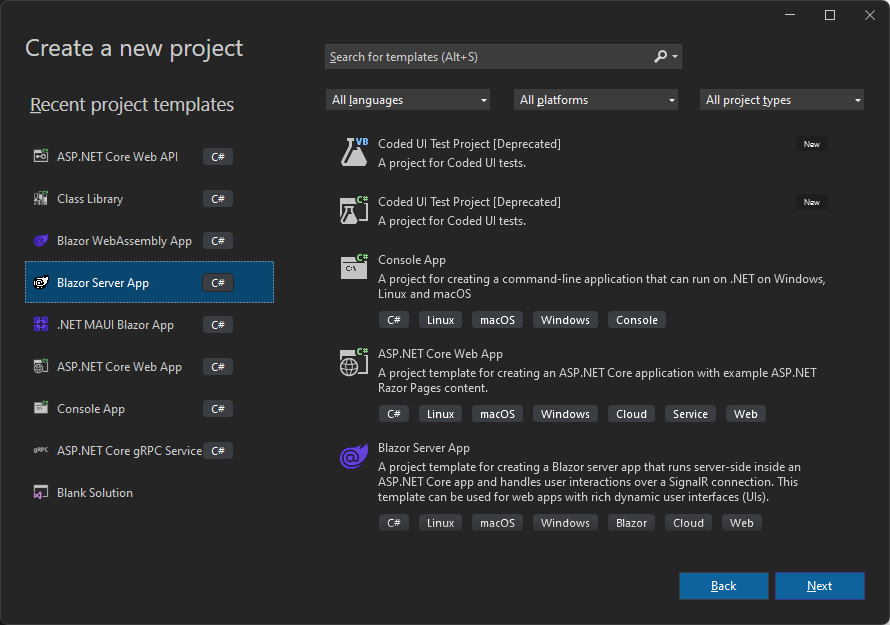 Create a new project
Recent project templates
ASP.NET Core Web API C#
Class Library C#
Blazor WebAssembly App C#
Blazor Server App C#
.NET MAUI Blazor App C#
ASP.NET Core Web App C#
Console App C#
gRPC ASP.NET Core gRPC Service C#
Blank Solution
Search for templates (Alt+S)
All languages All platforms All project types
VB Coded UI Test Project [Deprecated] New
A project for Coded UI tests.
C# Coded UI Test Project [Deprecated] New
A project for Coded UI tests.
C# Console App
C:\
A project for creating a command-line application that can run on .NET on Windows,
Linux and macOS
C# Linux macOS Windows Console
C# ASP.NET Core Web App
A project template for creating an ASP.NET Core application with example ASP.NET
Razor Pages content.
C# Linux macOS Windows Cloud Service Web
Blazor Server App
A project template for creating a Blazor server app that runs server-side inside an
ASP.NET Core app and handles user interactions over a SignalR connection. This
template can be used for web apps with rich dynamic user interfaces (UIs).
C# Linux macOS Windows Blazor Cloud Web
Back Next